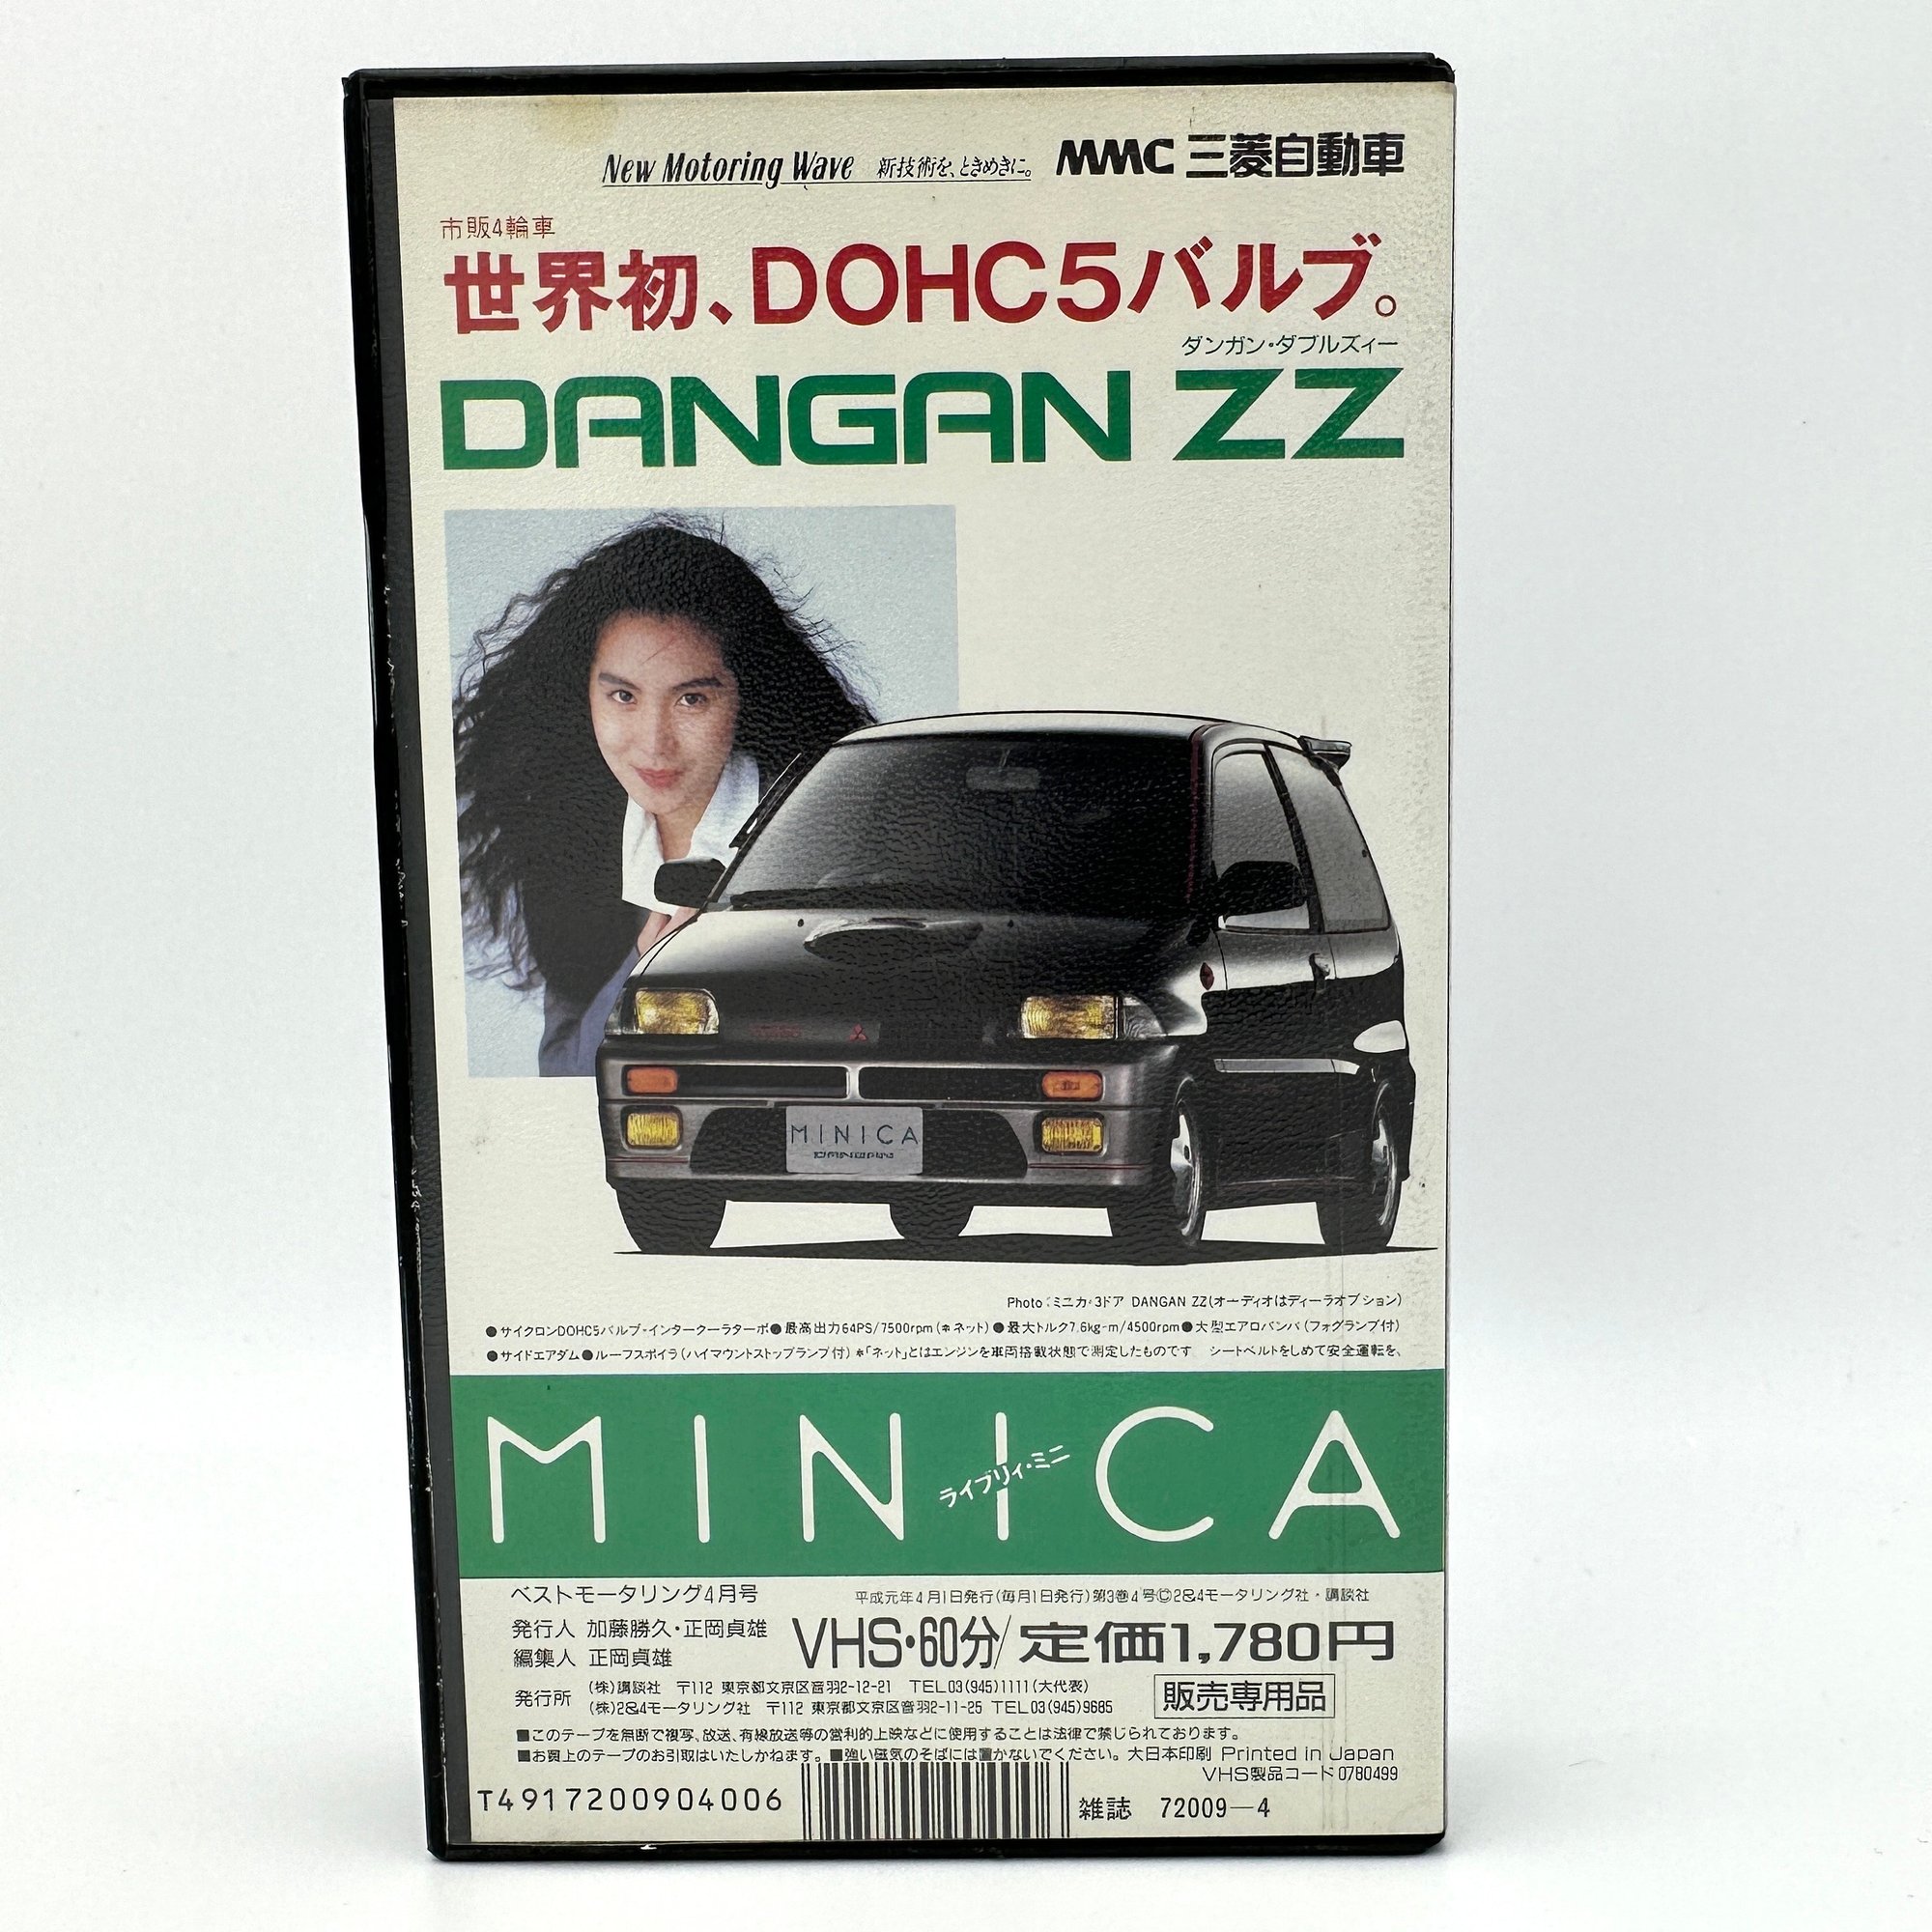 New Motoring Wave 新技術を、ときめきに。 MMC 三菱自動車
市販4輪車
世界初、DOHC5バルブ。
ダンガン・ダブルズィー
DANGAN ZZ
MINICA
DANGAN
Photo:ミニカ・3ドア DANGAN ZZ(オーディオはディーラオプション)
●サイクロンDOHC5バルブ・インタークーラターボ●最高出力64PS/7500rpm(※ネット)●最大トルク7.6kg-m/4500rpm●大型エアロバンパ(フォグランプ付)
●サイドエアダム●ルーフスポイラ(ハイマウントストップランプ付)※「ネット」とはエンジンを車両搭載状態で測定したものです シートベルトをしめて安全運転を、
MINICA
ライブリィ・ミニ
ベストモータリング4月号 平成元年4月1日発行(毎月1日発行)第3巻4号©2&4モータリング社・講談社
発行人 加藤勝久・正岡貞雄
編集人 正岡貞雄
VHS・60分/定価1,780円
発行所 (株)講談社 〒112 東京都文京区音羽2-12-21 TEL03(945)1111(大代表)
(株)2&4モータリング社 〒112 東京都文京区音羽2-11-25 TEL03(945)9685
販売専用品
■このテープを無断で複写、放送、有線放送等の営利的上映などに使用することは法律で禁じられております。
■お買上のテープのお引取はいたしかねます。■強い磁気のそばには置かないでください。大日本印刷 Printed in Japan
VHS製品コード0780499
T4917200904006 雑誌 72009-4